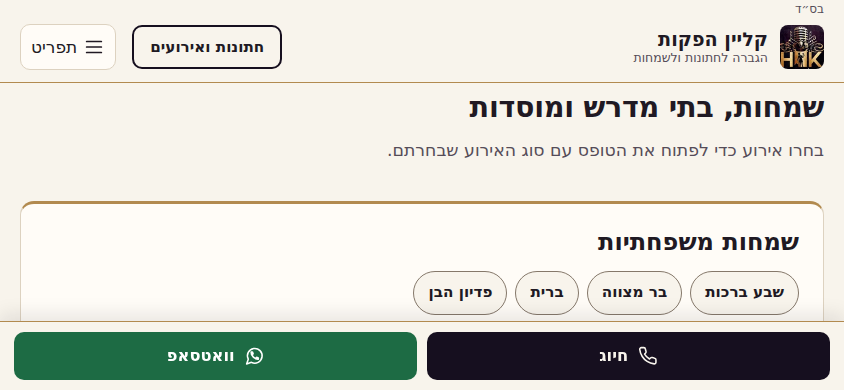 בס״ד
קליין הפקות
הגברה לחתונות ולשמחות
חתונות ואירועים
תפריט
שמחות, בתי מדרש ומוסדות
בחרו אירוע כדי לפתוח את הטופס עם סוג האירוע שבחרתם.
שמחות משפחתיות
שבע ברכות
בר מצווה
ברית
פדיון הבן
חיוג
וואטסאפ